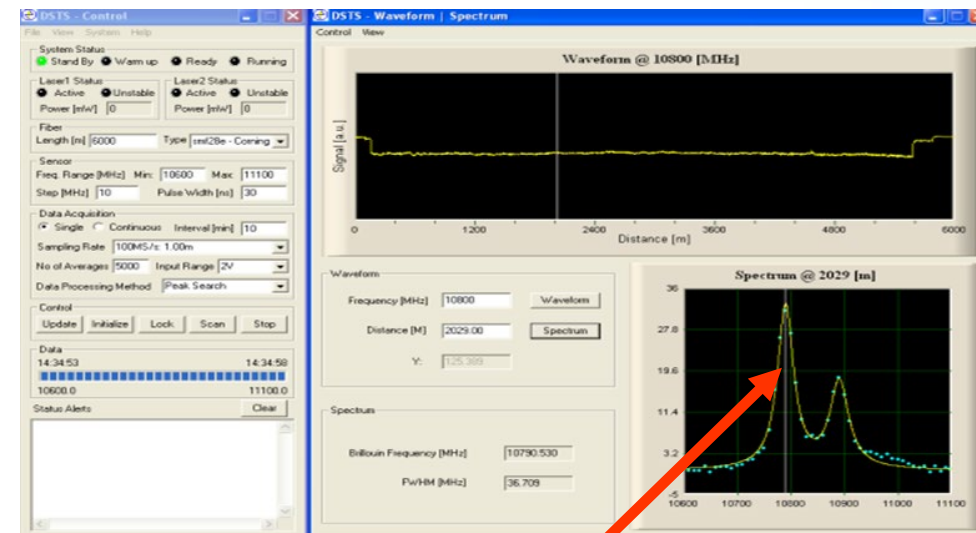 DSTS - Control
File View System Help
System Status
Stand By Warm up Ready Running
Laser1 Status Laser2 Status
Active Unstable Active Unstable
Power [mW] 0 Power [mW] 0
Fiber
Length [m] 6000 Type smf28e - Corning
Sensor
Freq. Range [MHz] Min: 10600 Max: 11100
Step [MHz] 10 Pulse Width [ns] 30
Data Acquisition
Single Continuous Interval [min] 10
Sampling Rate 100MS/s: 1.00m
No of Averages 5000 Input Range 2V
Data Processing Method Peak Search
Control
Update Initialize Lock Scan Stop
Data
14:34:53 14:34:58
10600.0 11100.0
Status Alerts Clear
DSTS - Waveform | Spectrum
Control View
Waveform @ 10800 [MHz]
Signal [a.u.]
0 1200 2400 3600 4800 6000
Distance [m]
Waveform
Frequency [MHz] 10800 Waveform
Distance [M] 2029.00 Spectrum
Y: 125.389
Spectrum
Brillouin Frequency [MHz] 10790.530
FWHM [MHz] 36.709
Spectrum @ 2029 [m]
36
27.8
19.6
11.4
3.2
-5
10600 10700 10800 10900 11000 11100